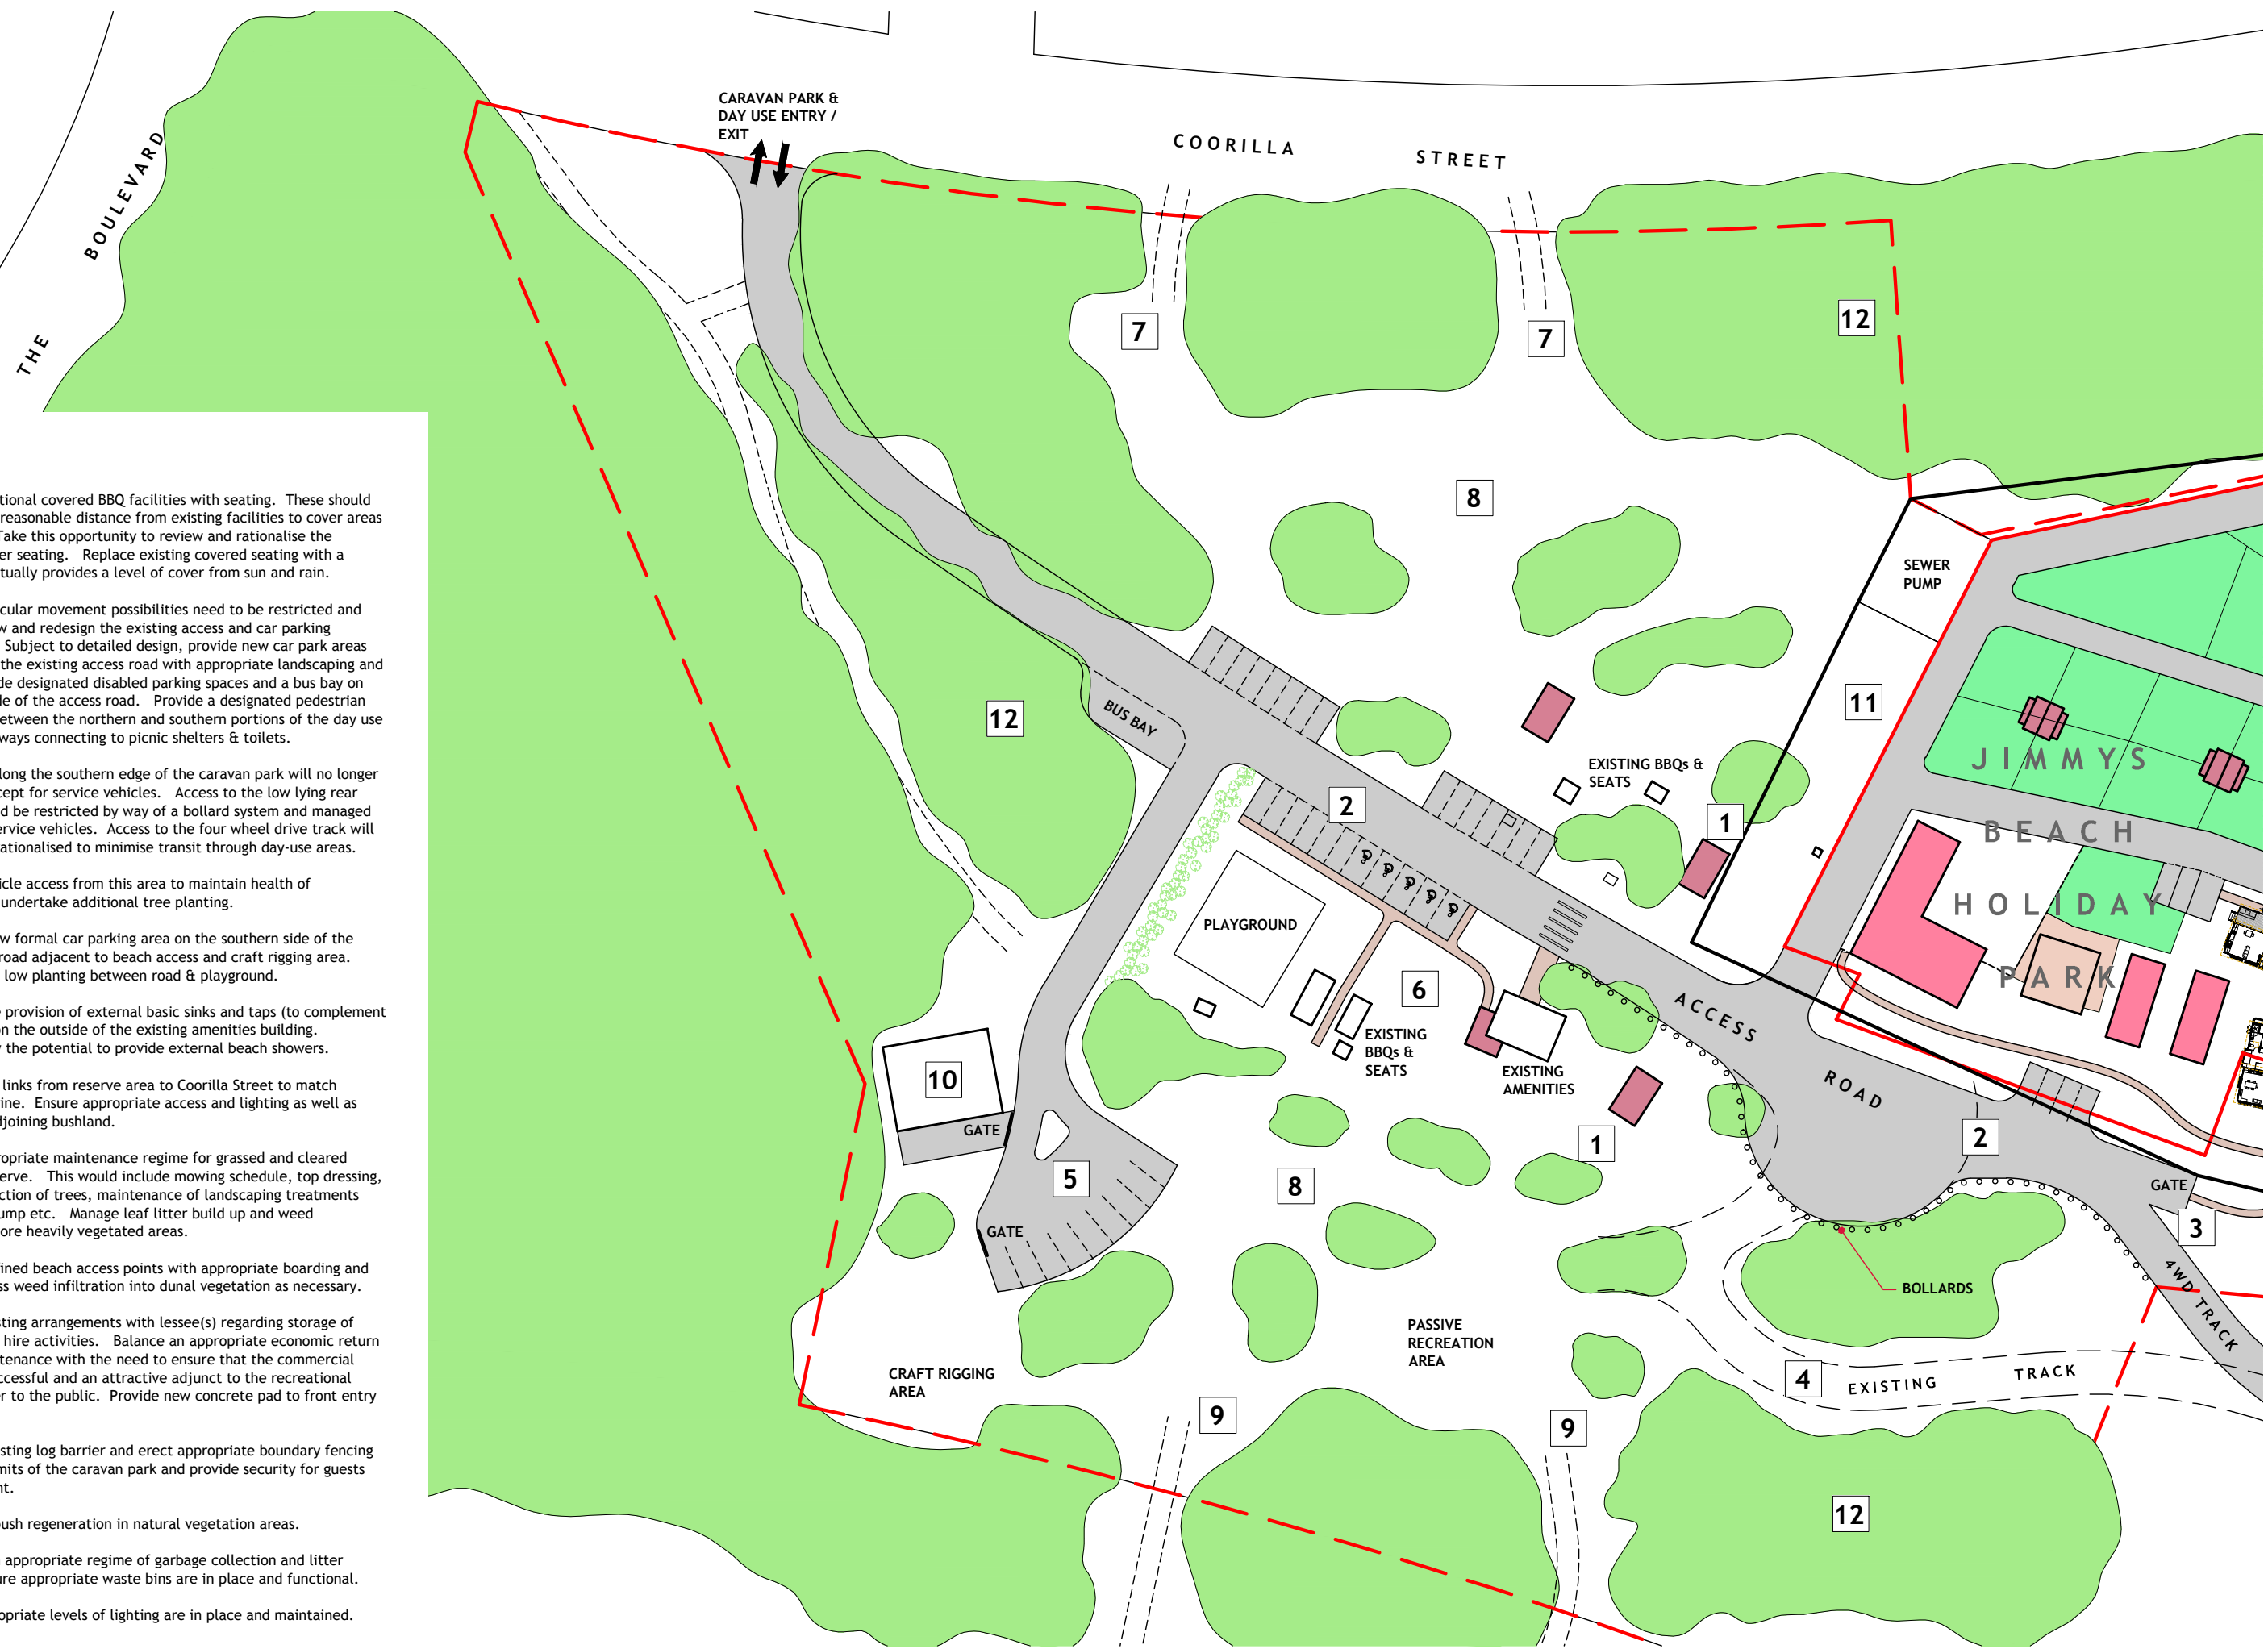 tional covered BBQ facilities with seating. These should
reasonable distance from existing facilities to cover areas
Take this opportunity to review and rationalise the
er seating. Replace existing covered seating with a
tually provides a level of cover from sun and rain.
cular movement possibilities need to be restricted and
w and redesign the existing access and car parking
Subject to detailed design, provide new car park areas
the existing access road with appropriate landscaping and
de designated disabled parking spaces and a bus bay on
de of the access road. Provide a designated pedestrian
etween the northern and southern portions of the day use
ways connecting to picnic shelters & toilets.
long the southern edge of the caravan park will no longer
cept for service vehicles. Access to the low lying rear
d be restricted by way of a bollard system and managed
ervice vehicles. Access to the four wheel drive track will
ationalised to minimise transit through day-use areas.
icle access from this area to maintain health of
undertake additional tree planting.
w formal car parking area on the southern side of the
road adjacent to beach access and craft rigging area.
low planting between road & playground.
e provision of external basic sinks and taps (to complement
on the outside of the existing amenities building.
y the potential to provide external beach showers.
links from reserve area to Coorilla Street to match
rine. Ensure appropriate access and lighting as well as
djoining bushland.
ropriate maintenance regime for grassed and cleared
serve. This would include mowing schedule, top dressing,
ction of trees, maintenance of landscaping treatments
ump etc. Manage leaf litter build up and weed
ore heavily vegetated areas.
ined beach access points with appropriate boarding and
ss weed infiltration into dunal vegetation as necessary.
sting arrangements with lessee(s) regarding storage of
hire activities. Balance an appropriate economic return
tenance with the need to ensure that the commercial
ccessful and an attractive adjunct to the recreational
r to the public. Provide new concrete pad to front entry
isting log barrier and erect appropriate boundary fencing
mits of the caravan park and provide security for guests
nt.
bush regeneration in natural vegetation areas.
appropriate regime of garbage collection and litter
ure appropriate waste bins are in place and functional.
opriate levels of lighting are in place and maintained.
THE BOULEVARD
CARAVAN PARK &
DAY USE ENTRY /
EXIT
COORILLA STREET
7
7
12
8
SEWER
PUMP
11
12
BUS BAY
2
EXISTING BBQs &
SEATS
1
JIMMYS
BEACH
HOLIDAY
PARK
PLAYGROUND
6
EXISTING
BBQs &
SEATS
EXISTING
AMENITIES
ACCESS ROAD
10
GATE
5
GATE
8
1
2
GATE
3
4WD TRACK
BOLLARDS
PASSIVE
RECREATION
AREA
CRAFT RIGGING
AREA
4
EXISTING TRACK
9
9
12